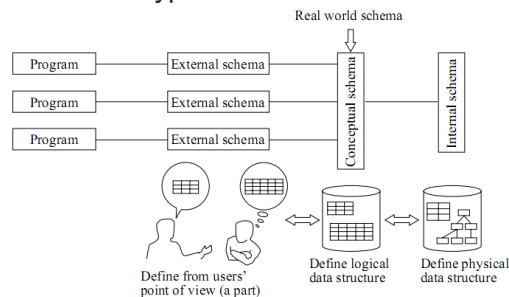 Real world schema
Program
External schema
Program
External schema
Program
External schema
Conceptual schema
Internal schema
Define from users'
point of view (a part)
Define logical
data structure
Define physical
data structure